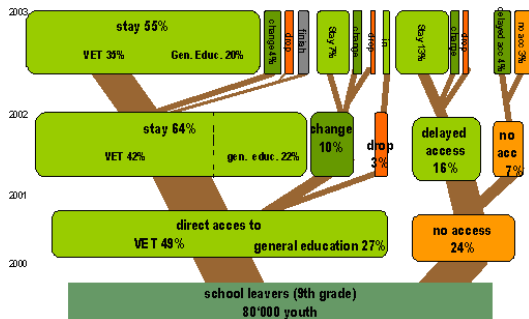 2003
stay 55%
VET 35% Gen. Educ. 20%
change 4%
drop
finish
Stay 7%
change
drop
in
Stay 13%
change
drop
delayed acc 4%
no acc 3%
2002
stay 64%
VET 42% gen. educ. 22%
change
10%
drop
3%
delayed
access
16%
no
acc
7%
2001
direct acces to
VET 49% general education 27%
no access
24%
2000
school leavers (9th grade)
80'000 youth